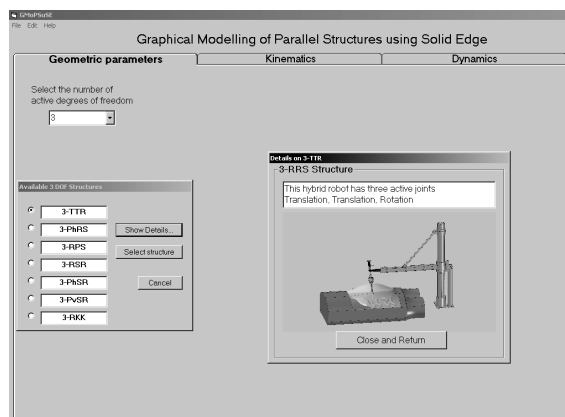 GMoPSuSE
File Edit Help
Graphical Modelling of Parallel Structures using Solid Edge
Geometric parameters Kinematics Dynamics
Select the number of
active degrees of freedom
3
Available 3 DOF Structures
3-TTR
3-PhRS
3-RPS
3-RSR
3-PhSR
3-PvSR
3-RKK
Show Details...
Select structure
Cancel
Details on 3-TTR
3-RRS Structure
This hybrid robot has three active joints
Translation, Translation, Rotation
Close and Return